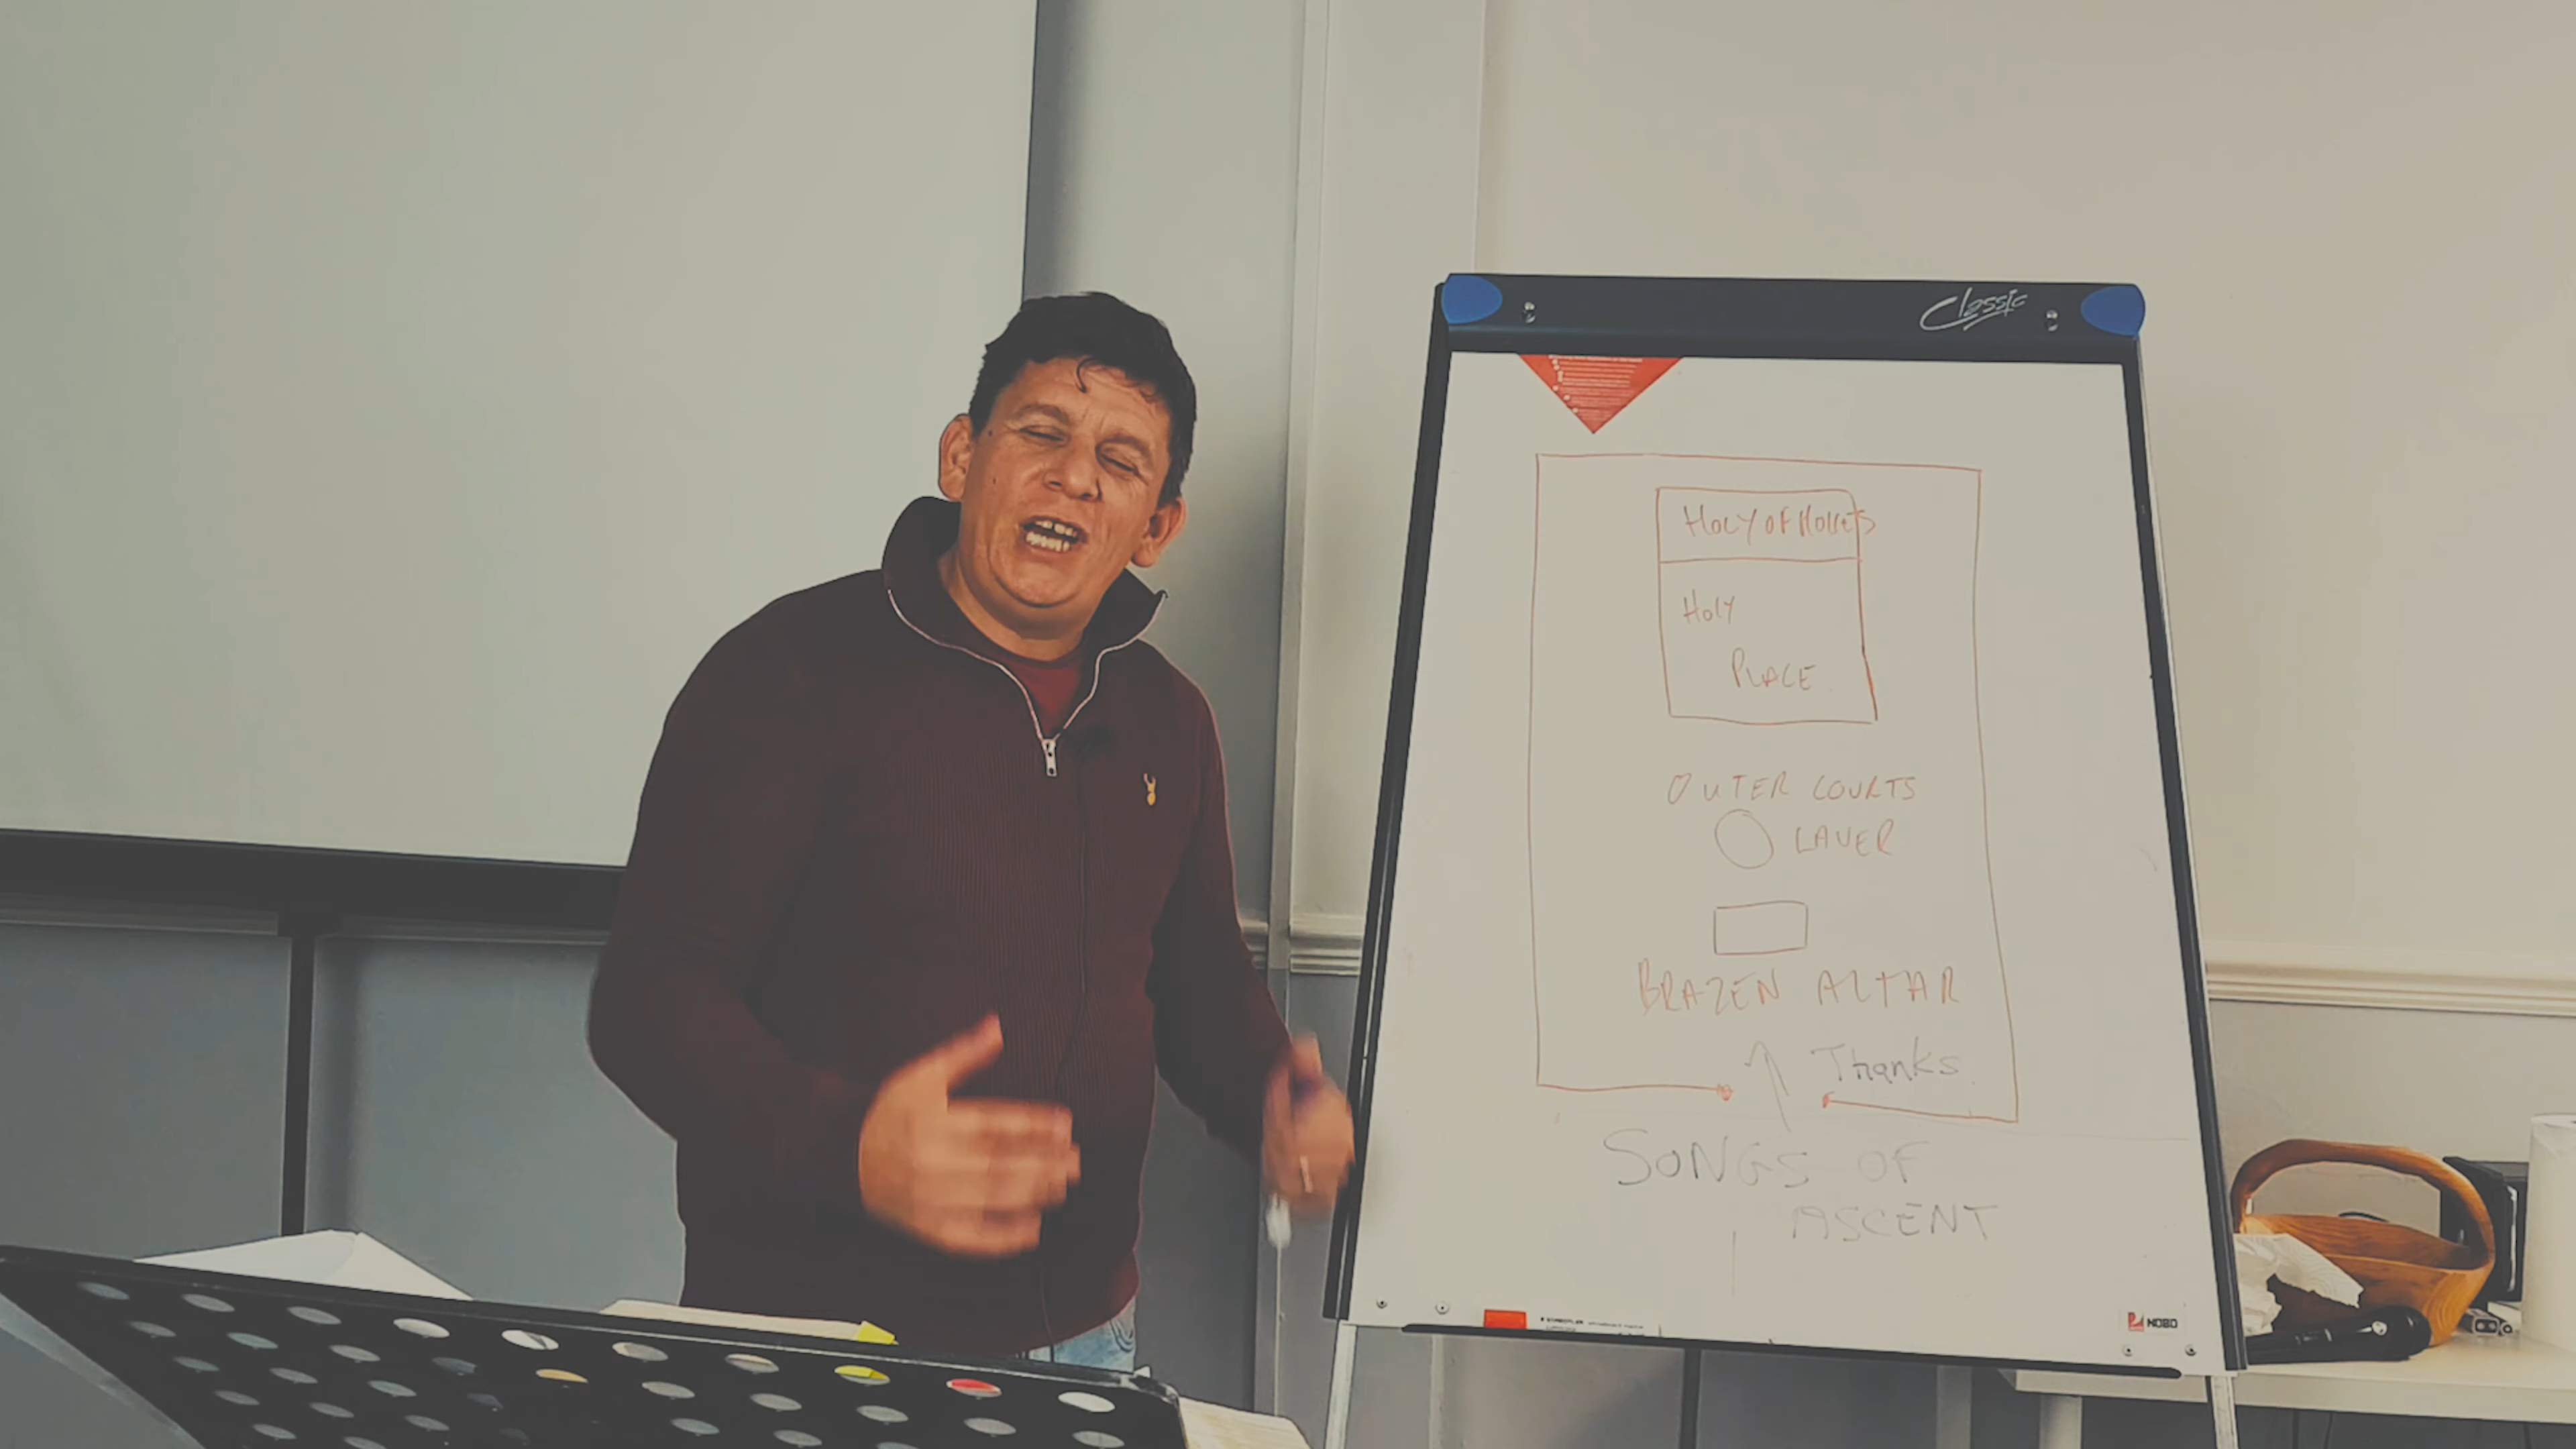 Classic
HOLY OF HOLIES
HOLY
PLACE
OUTER COURTS
LAVER
BRAZEN ALTAR
Thanks
SONGS OF
ASCENT
NOBO